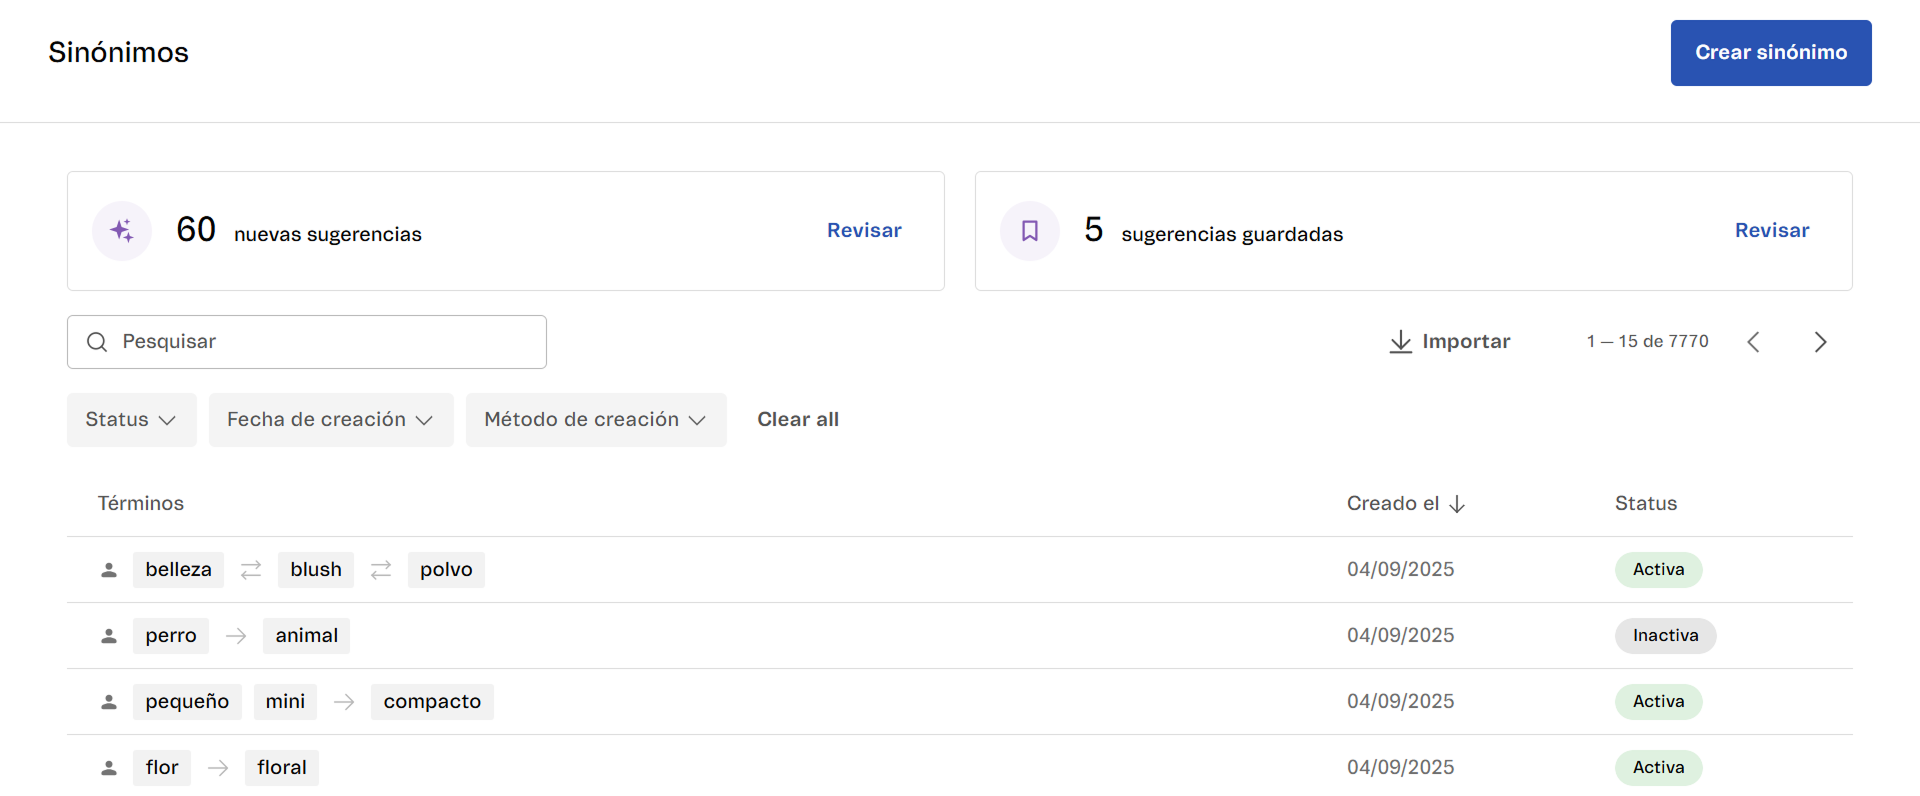 Sinónimos
Crear sinónimo
60 nuevas sugerencias
Revisar
5 sugerencias guardadas
Revisar
Pesquisar
Importar
1 — 15 de 7770
Status
Fecha de creación
Método de creación
Clear all
Términos
Creado el
Status
belleza blush polvo
04/09/2025
Activa
perro animal
04/09/2025
Inactiva
pequeño mini compacto
04/09/2025
Activa
flor floral
04/09/2025
Activa